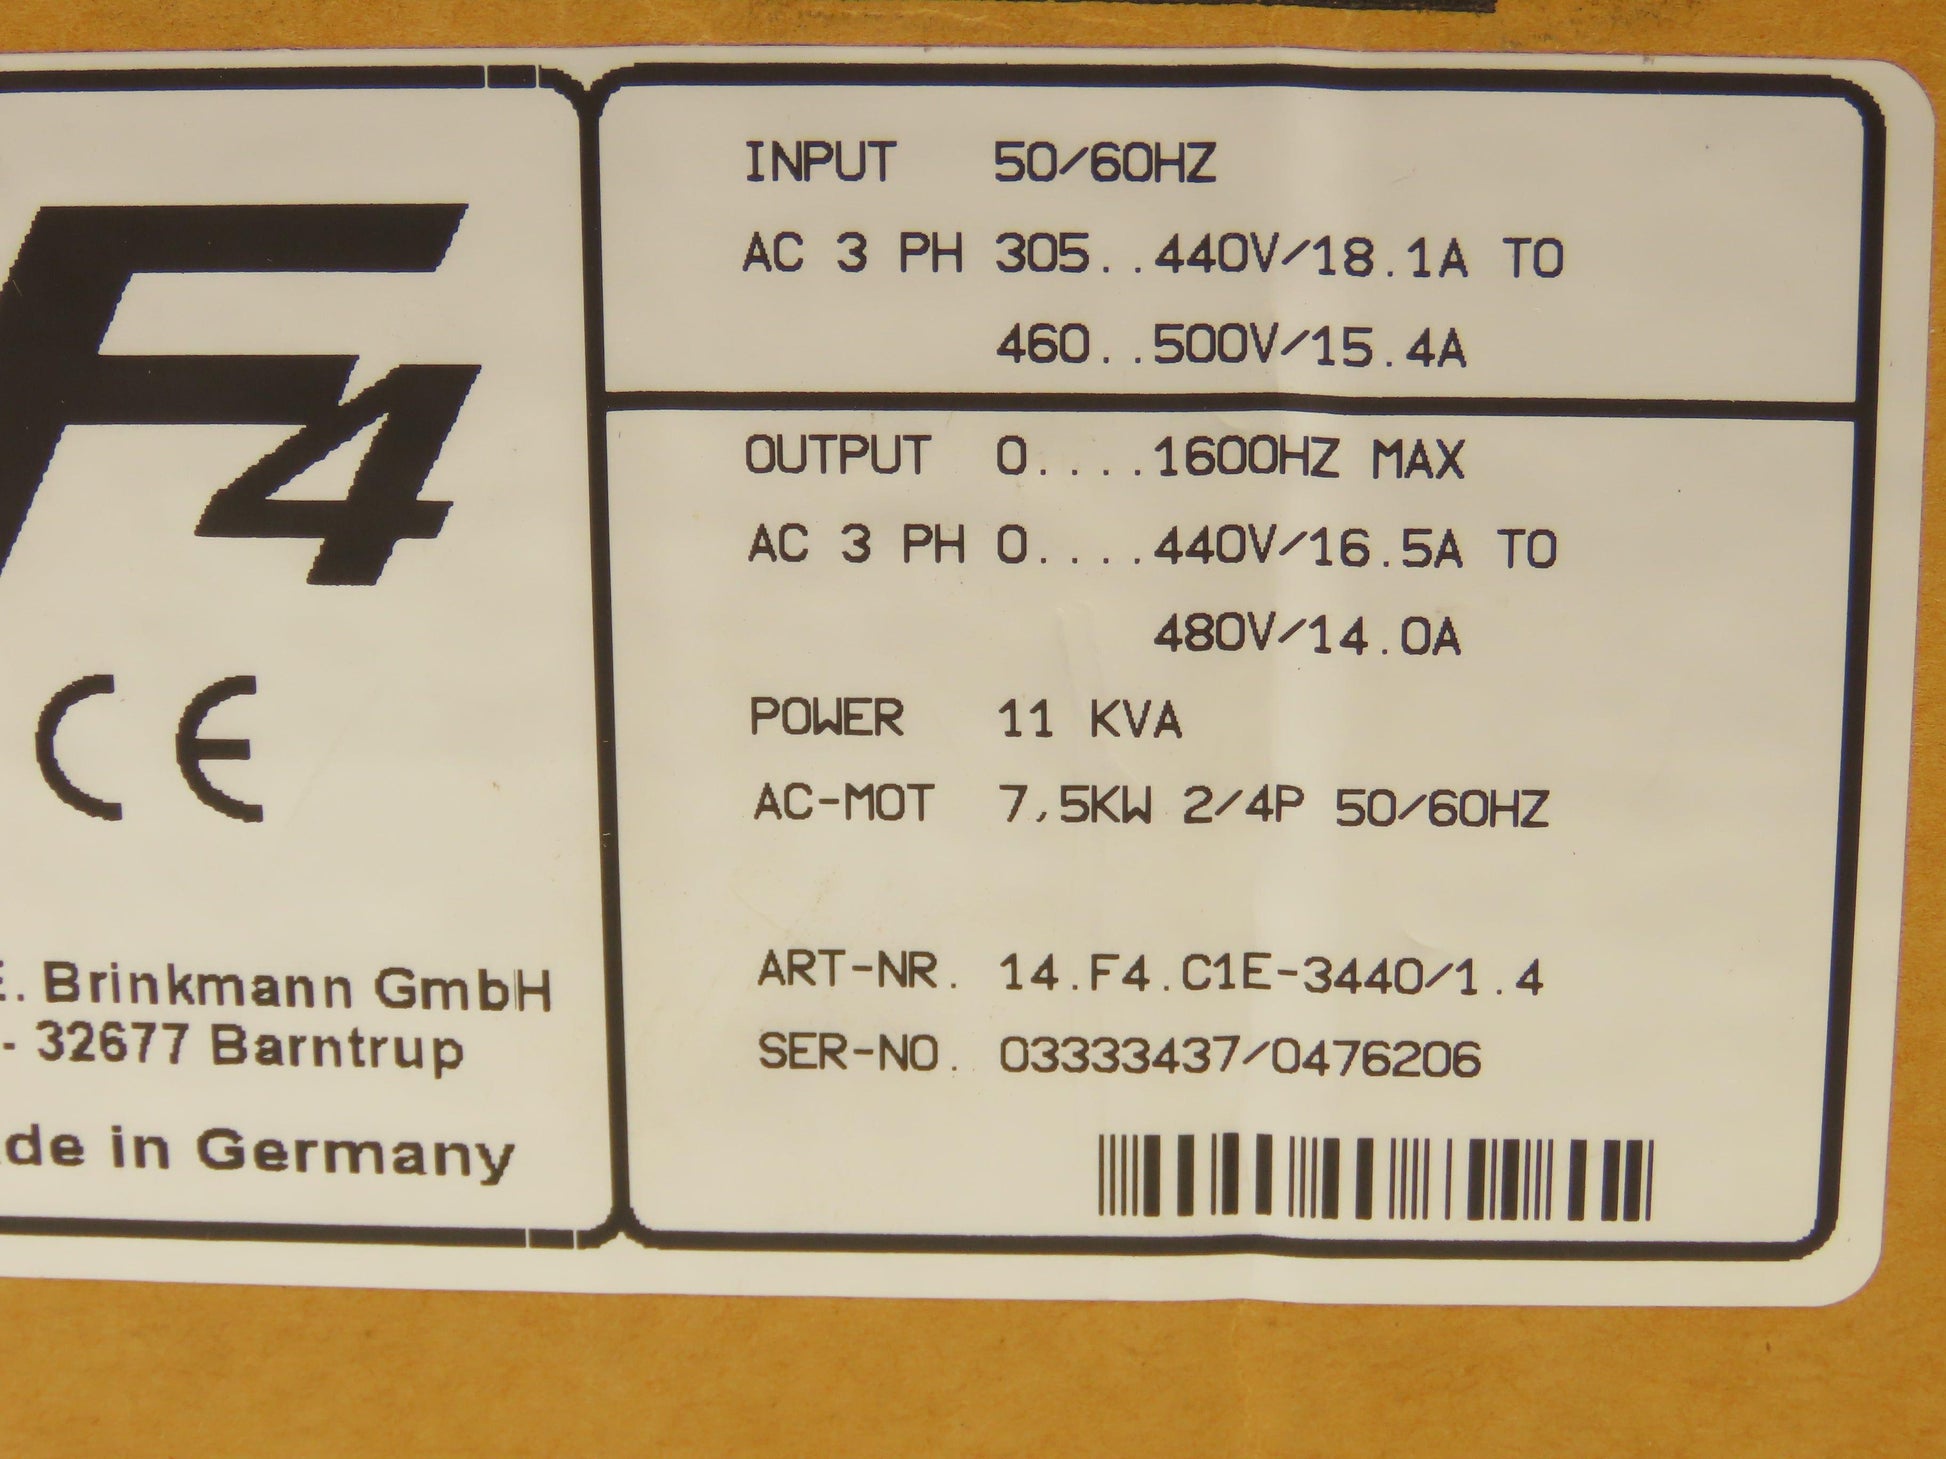 F4
CE
E. Brinkmann GmbH
- 32677 Barntrup
de in Germany
INPUT 50/60HZ
AC 3 PH 305..440V/18.1A TO
460..500V/15.4A
OUTPUT 0....1600HZ MAX
AC 3 PH 0....440V/16.5A TO
480V/14.0A
POWER 11 KVA
AC-MOT 7,5KW 2/4P 50/60HZ
ART-NR. 14.F4.C1E-3440/1.4
SER-NO. 03333437/0476206